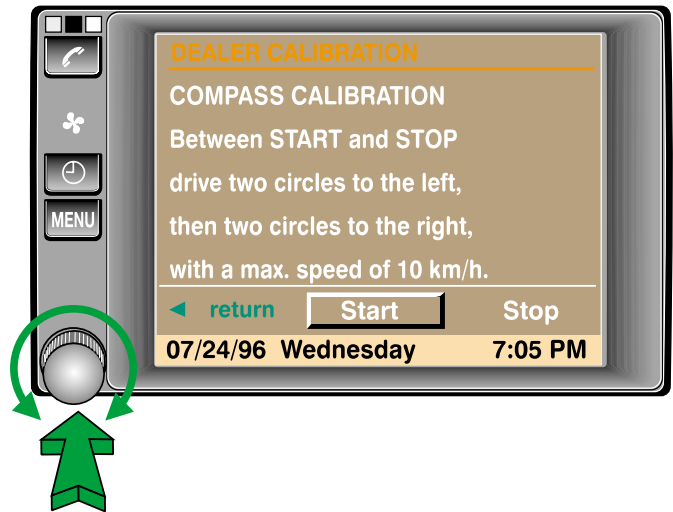 DEALER CALIBRATION
COMPASS CALIBRATION
Between START and STOP
drive two circles to the left,
MENU
then two circles to the right,
with a max. speed of 10 km/h.
◄ return Start Stop
07/24/96 Wednesday 7:05 PM